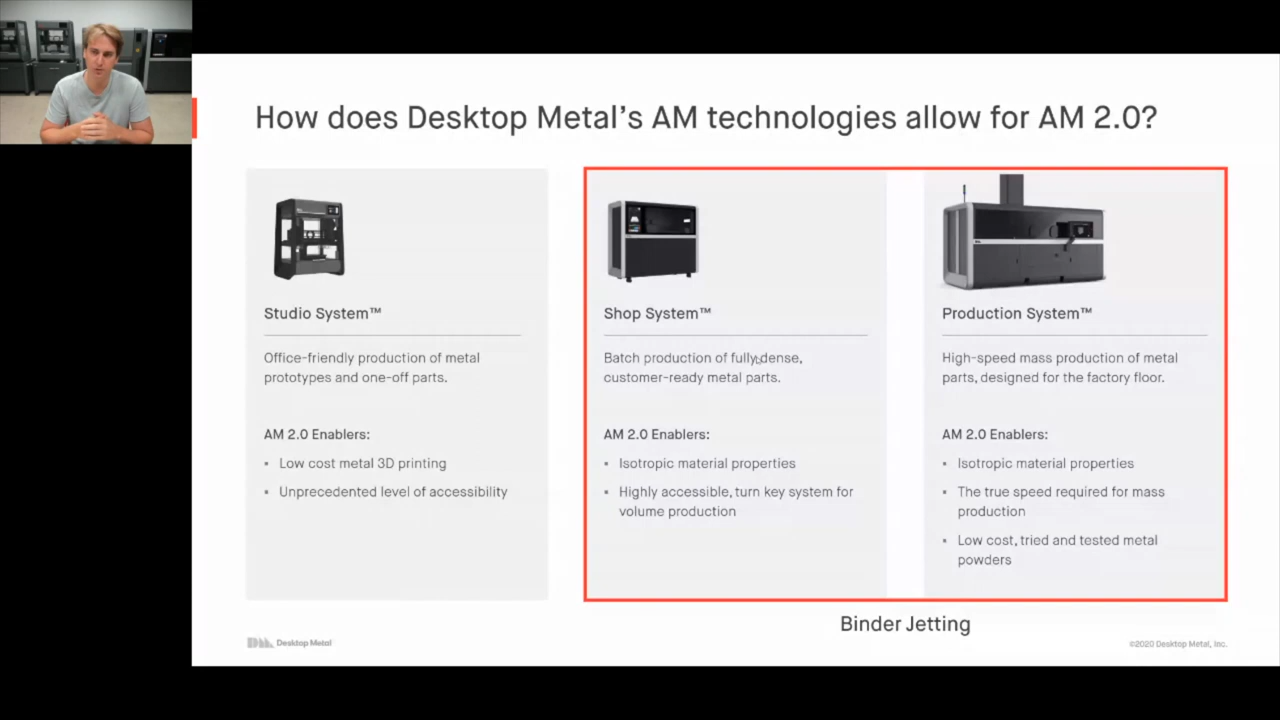 How does Desktop Metal's AM technologies allow for AM 2.0?
Studio System™
Office-friendly production of metal
prototypes and one-off parts.
AM 2.0 Enablers:
▪ Low cost metal 3D printing
▪ Unprecedented level of accessibility
Shop System™
Batch production of fully dense,
customer-ready metal parts.
AM 2.0 Enablers:
▪ Isotropic material properties
▪ Highly accessible, turn key system for
volume production
Production System™
High-speed mass production of metal
parts, designed for the factory floor.
AM 2.0 Enablers:
▪ Isotropic material properties
▪ The true speed required for mass
production
▪ Low cost, tried and tested metal
powders
Binder Jetting
Desktop Metal
©2020 Desktop Metal, Inc.